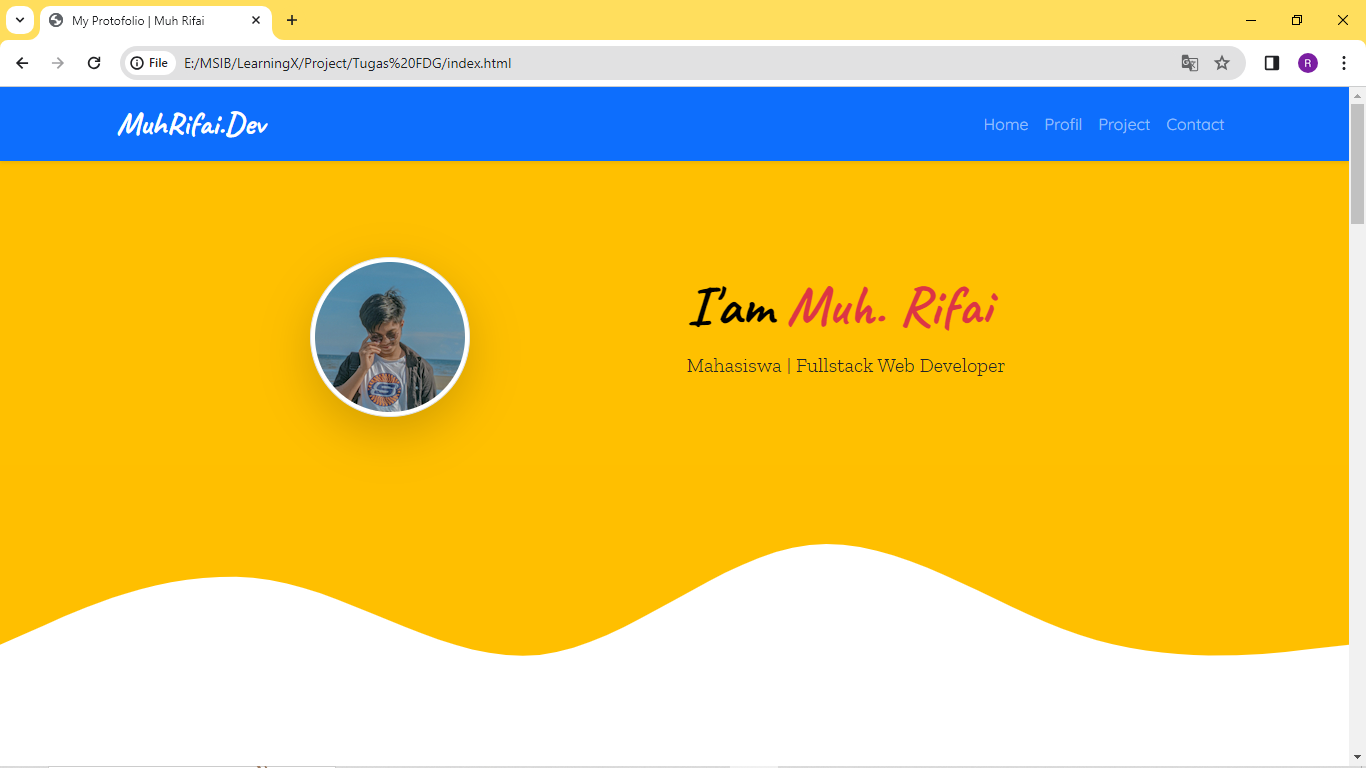 My Protofolio | Muh Rifai
File E:/MSIB/LearningX/Project/Tugas%20FDG/index.html
R
MuhRifai.Dev
Home Profil Project Contact
I'am Muh. Rifai
Mahasiswa | Fullstack Web Developer